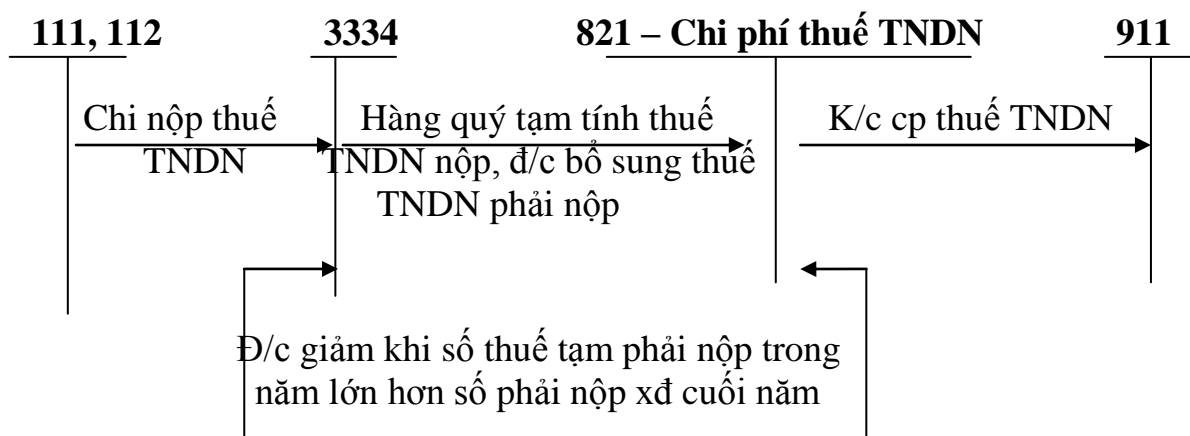 111, 112 3334 821 – Chi phí thuế TNDN 911
Chi nộp thuế
TNDN
Hàng quý tạm tính thuế
TNDN nộp, đ/c bổ sung thuế
TNDN phải nộp
K/c cp thuế TNDN
Đ/c giảm khi số thuế tạm phải nộp trong
năm lớn hơn số phải nộp xđ cuối năm